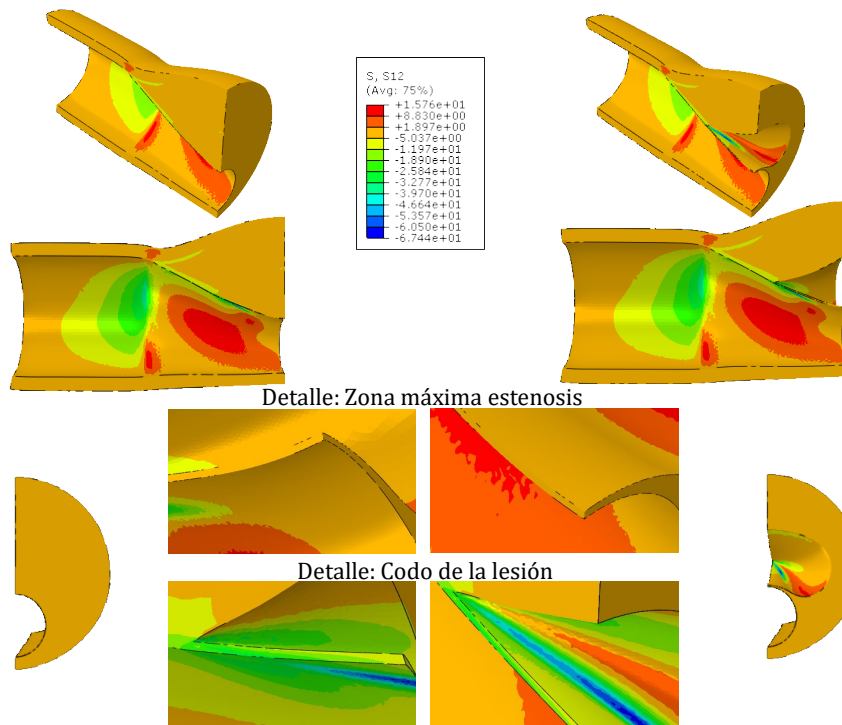 S, S12
(Avg: 75%)
+1.576e+01
+8.830e+00
+1.897e+00
-5.037e+00
-1.197e+01
-1.890e+01
-2.584e+01
-3.277e+01
-3.970e+01
-4.664e+01
-5.357e+01
-6.050e+01
-6.744e+01
Detalle: Zona máxima estenosis
Detalle: Codo de la lesión